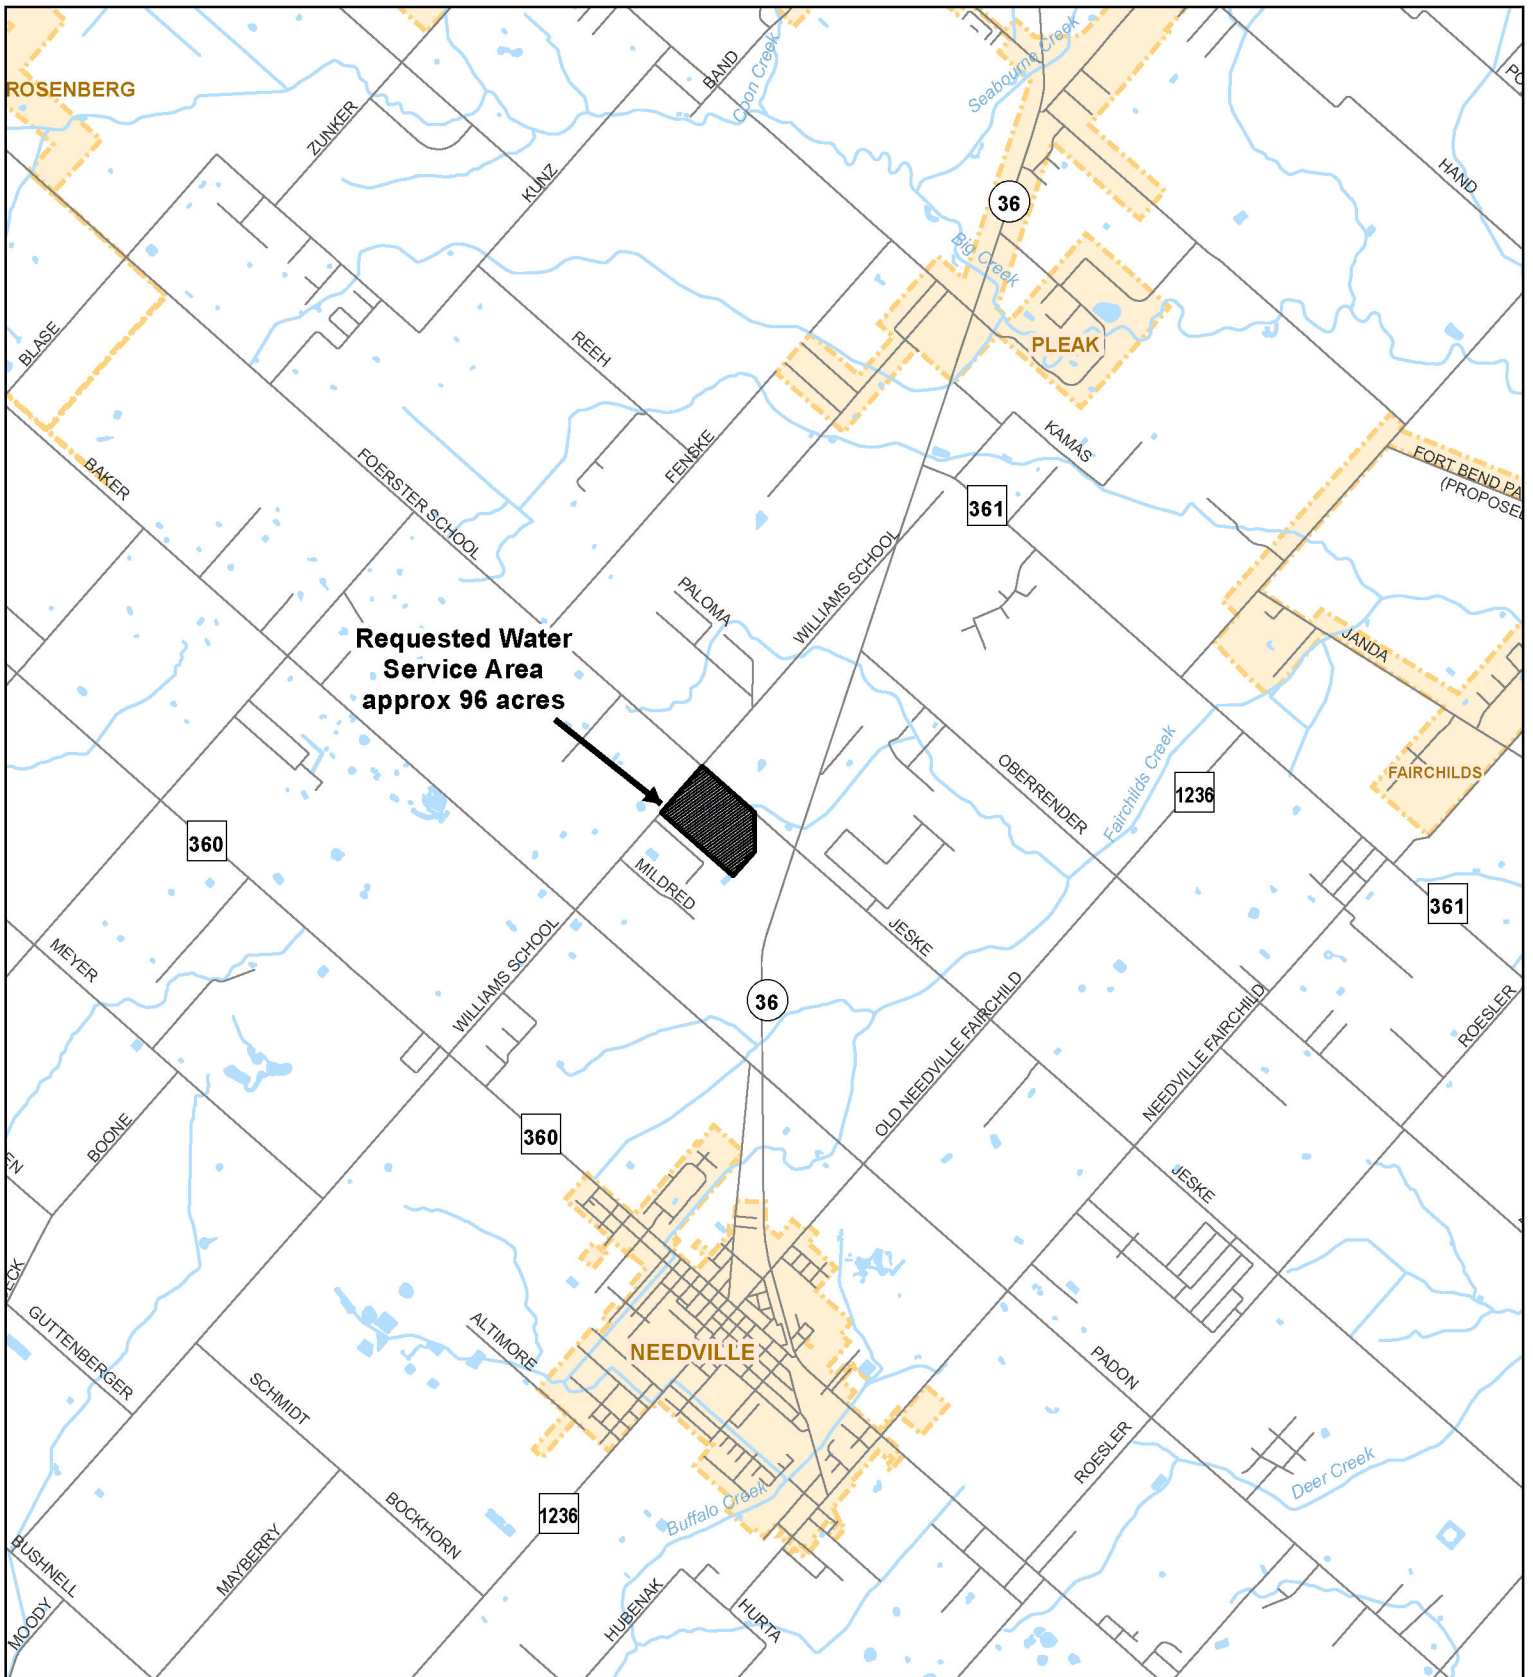 ROSENBERG
ZUNKER
KUNZ
BAND
Coon Creek
Seabourne Creek
HAND
36
Big Creek
PLEAK
BLASE
REEH
BAKER
FOERSTER SCHOOL
FENSKE
KAMAS
361
FORT BEND PA
(PROPOSE
PALOMA
WILLIAMS SCHOOL
JANDA
Requested Water
Service Area
approx 96 acres
FAIRCHILDS
OBERRENDER
Fairchilds Creek
1236
360
MILDRED
361
JESKE
MEYER
WILLIAMS SCHOOL
36
OLD NEEDVILLE FAIRCHILD
NEEDVILLE FAIRCHILD
ROESLER
BOONE
360
EN
JESKE
ECK
GUTTENBERGER
ALTIMORE
NEEDVILLE
PADON
SCHMIDT
ROESLER
Deer Creek
BOCKHORN
1236
Buffalo Creek
MAYBERRY
BUSHNELL
MOODY
HUBENAK
HURTA